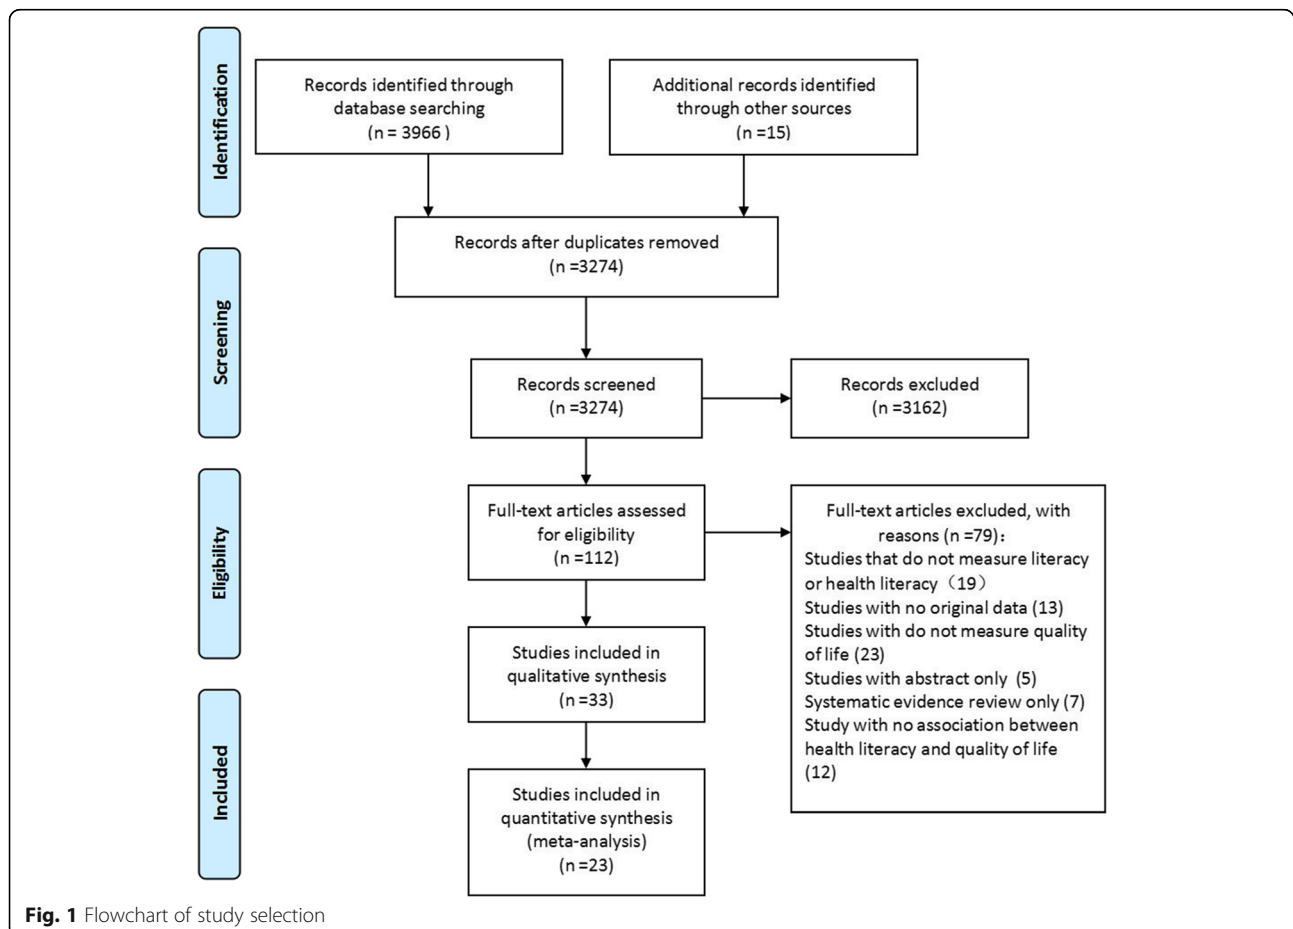 Identification
Records identified through
database searching
(n = 3966 )
Additional records identified
through other sources
(n =15)
Records after duplicates removed
(n =3274)
Screening
Records screened
(n =3274)
Records excluded
(n =3162)
Eligibility
Full-text articles assessed
for eligibility
(n =112)
Full-text articles excluded, with
reasons (n =79)：
Studies that do not measure literacy
or health literacy（19）
Studies with no original data (13)
Studies with do not measure quality
of life (23)
Studies with abstract only (5)
Systematic evidence review only (7)
Study with no association between
health literacy and quality of life
(12)
Studies included in
qualitative synthesis
(n =33)
Included
Studies included in
quantitative synthesis
(meta-analysis)
(n =23)
Fig. 1 Flowchart of study selection